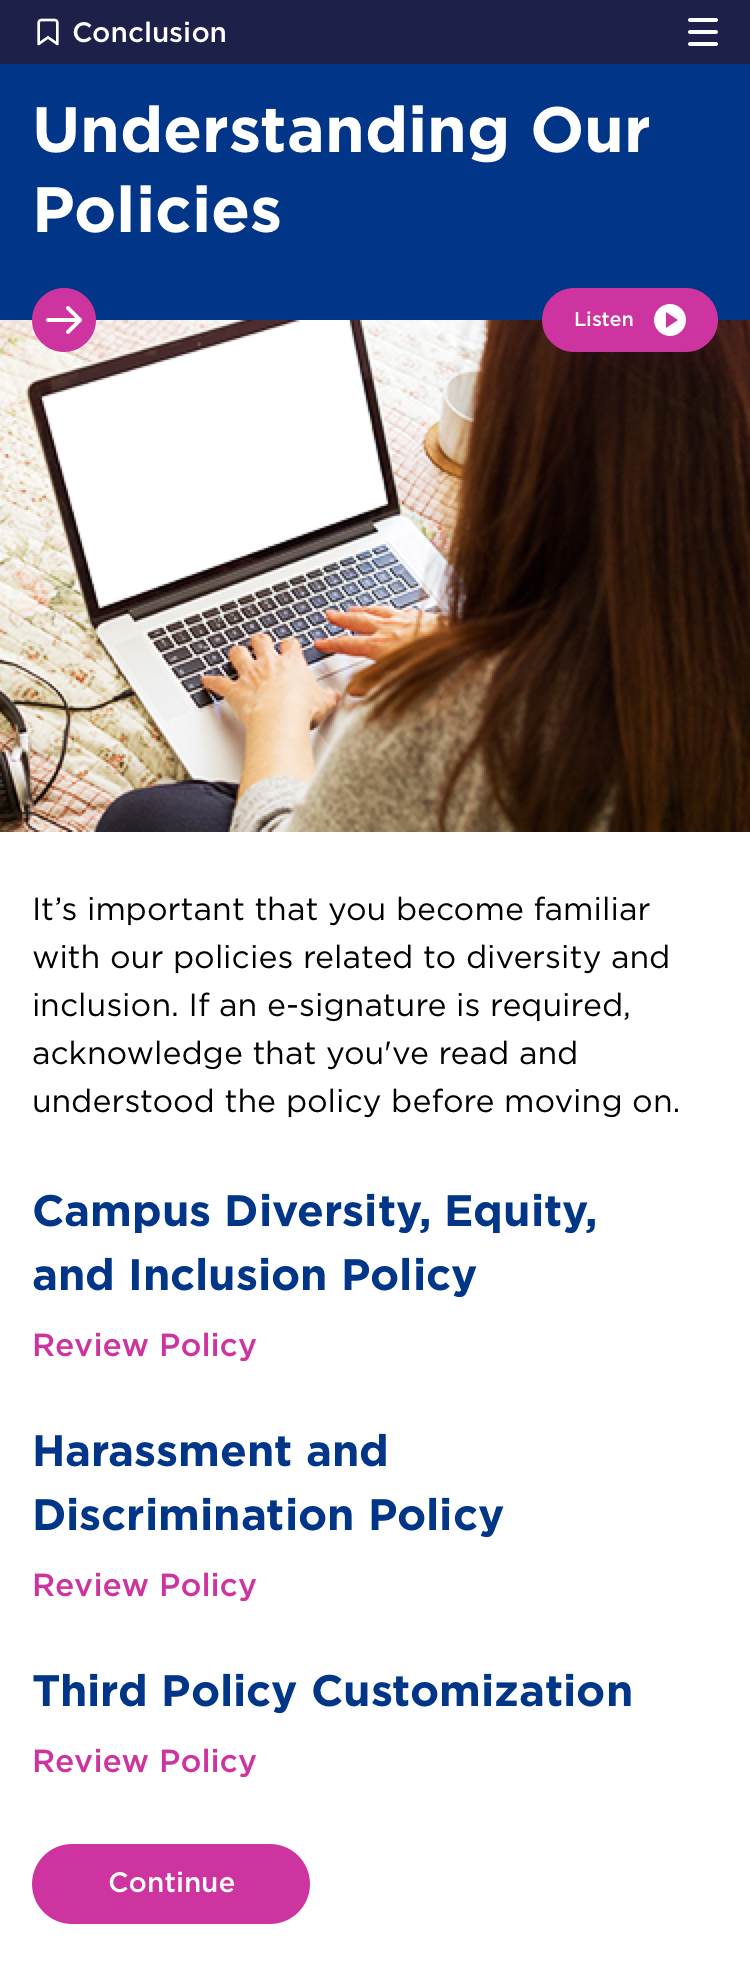 Conclusion
Understanding Our
Policies
Listen
It’s important that you become familiar
with our policies related to diversity and
inclusion. If an e-signature is required,
acknowledge that you've read and
understood the policy before moving on.
Campus Diversity, Equity,
and Inclusion Policy
Review Policy
Harassment and
Discrimination Policy
Review Policy
Third Policy Customization
Review Policy
Continue